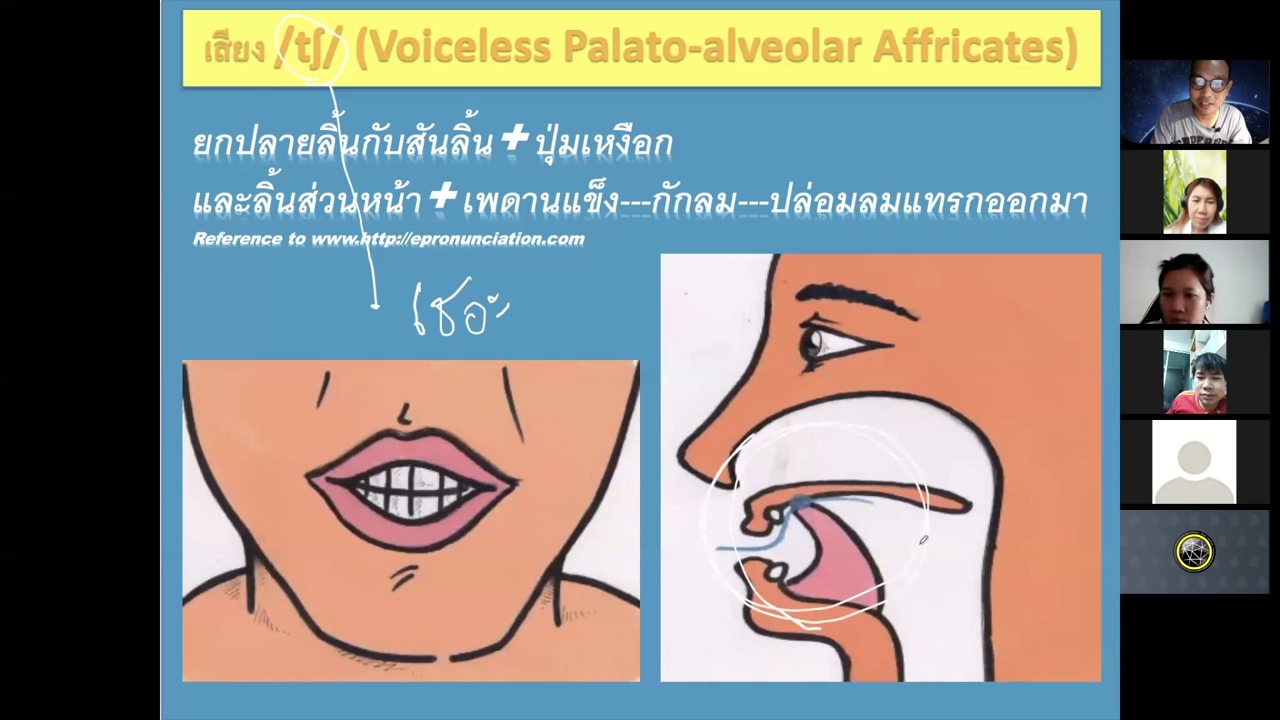 เสียง /tʃ/ (Voiceless Palato-alveolar Affricates)
ยกปลายลิ้นกับสันลิ้น + ปุ่มเหงือก
และลิ้นส่วนหน้า + เพดานแข็ง---กักลม---ปล่อมลมแทรกออกมา
Reference to www.http://epronunciation.com
เชอะ